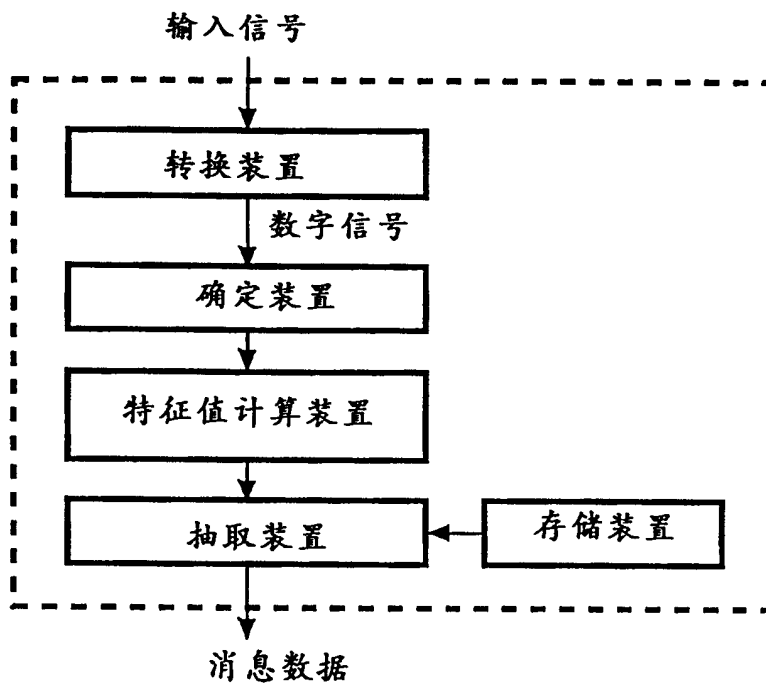 输入信号
转换装置
数字信号
确定装置
特征值计算装置
抽取装置
存储装置
消息数据